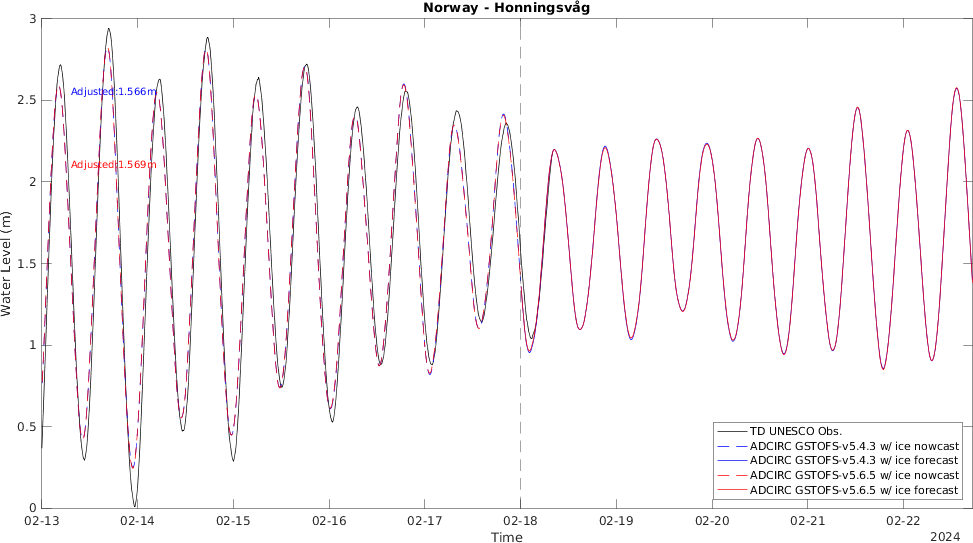 Norway - Honningsvåg
3
2.5
2
1.5
1
0.5
0
Water Level (m)
Adjusted:1.566m
Adjusted:1.569m
TD UNESCO Obs.
ADCIRC GSTOFS-v5.4.3 w/ ice nowcast
ADCIRC GSTOFS-v5.4.3 w/ ice forecast
ADCIRC GSTOFS-v5.6.5 w/ ice nowcast
ADCIRC GSTOFS-v5.6.5 w/ ice forecast
02-13 02-14 02-15 02-16 02-17 02-18 02-19 02-20 02-21 02-22
Time
2024